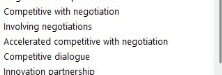 Competitive with negotiation
Involving negotiations
Accelerated competitive with negotiation
Competitive dialogue
Innovation partnership